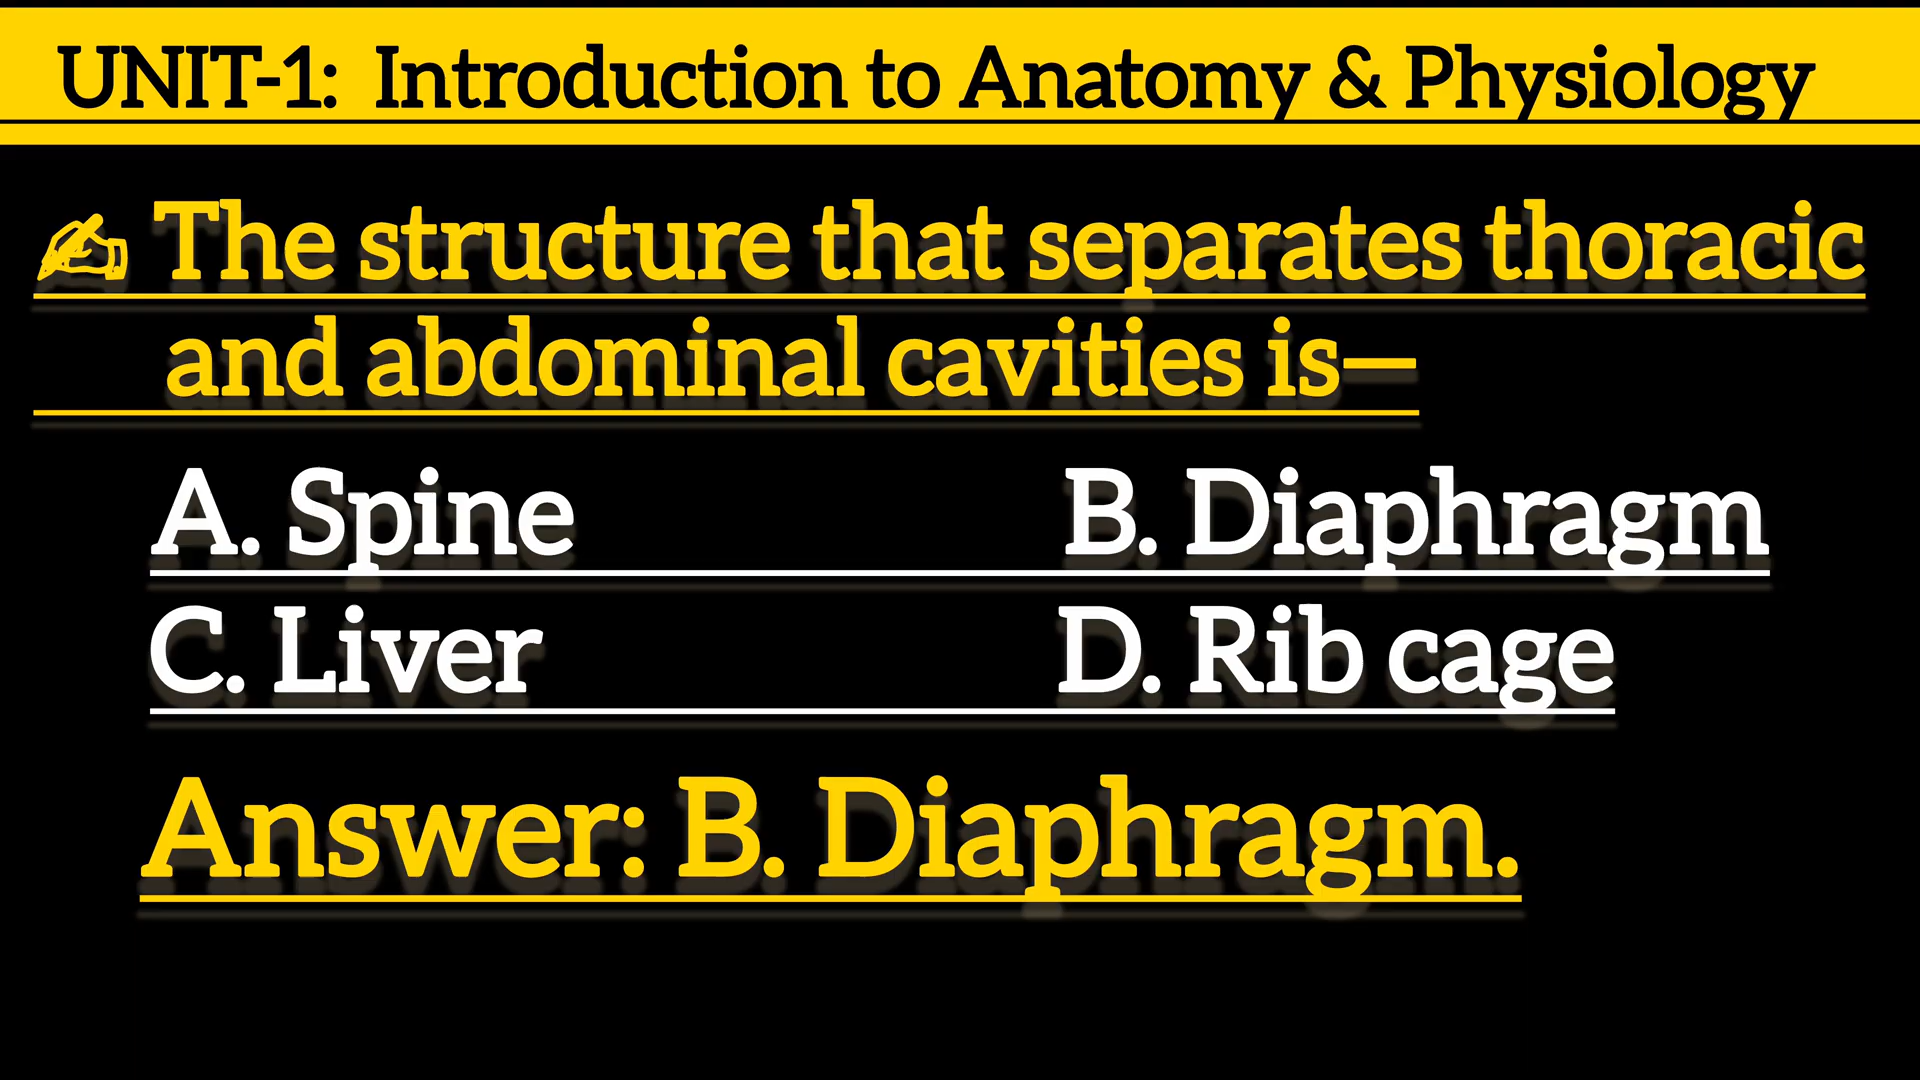 UNIT-1: Introduction to Anatomy & Physiology
✍ The structure that separates thoracic
and abdominal cavities is—
A. Spine B. Diaphragm
C. Liver D. Rib cage
Answer: B. Diaphragm.